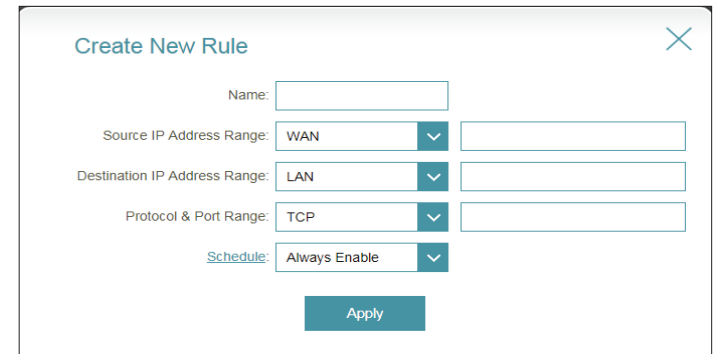 Create New Rule
Name:
Source IP Address Range: WAN
Destination IP Address Range: LAN
Protocol & Port Range: TCP
Schedule: Always Enable
Apply